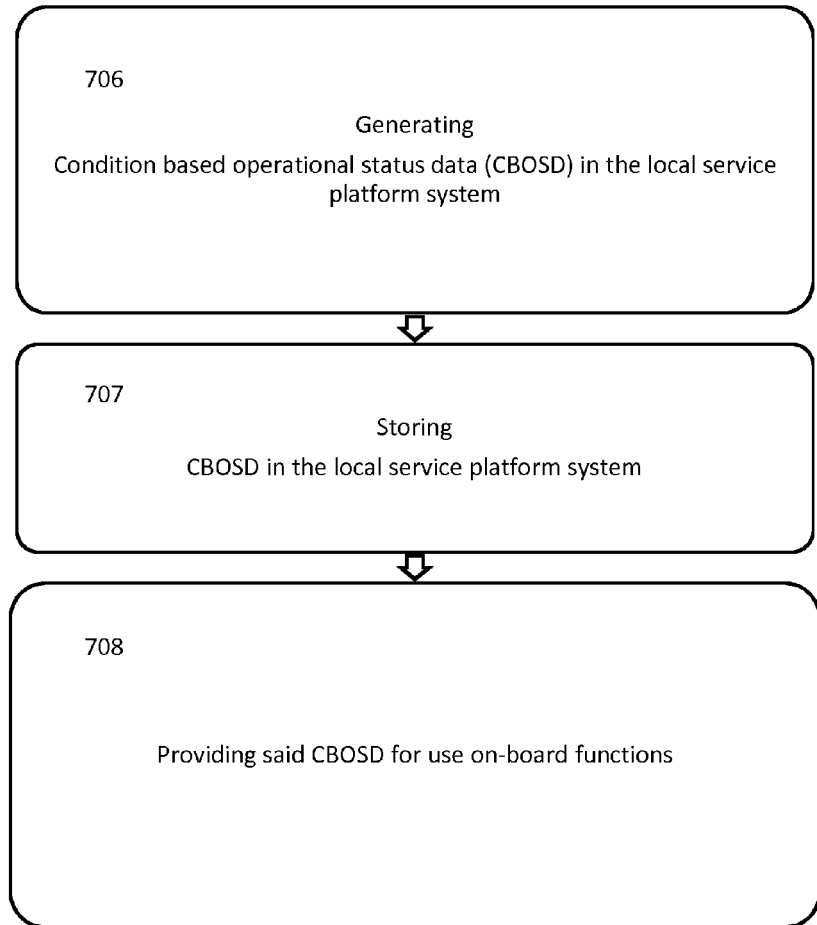 706
Generating
Condition based operational status data (CBOSD) in the local service
platform system
707
Storing
CBOSD in the local service platform system
708
Providing said CBOSD for use on-board functions